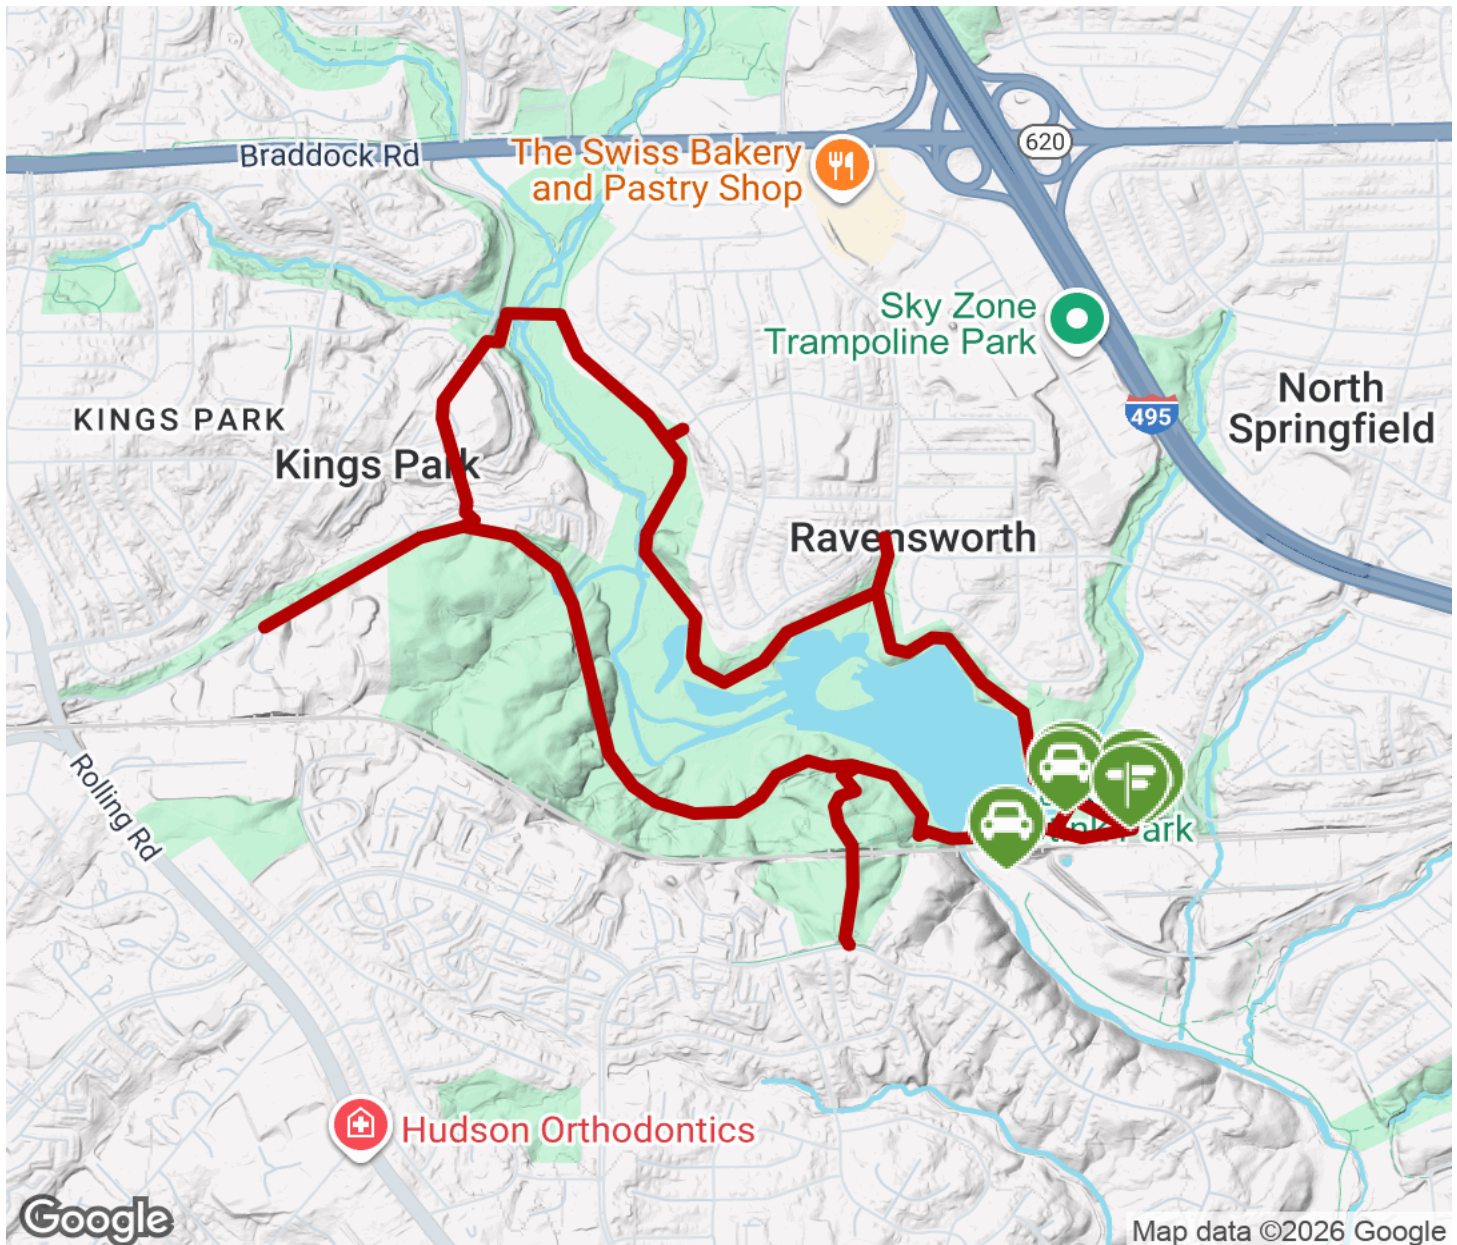 Braddock Rd
The Swiss Bakery
and Pastry Shop
620
Sky Zone
Trampoline Park
495
North
Springfield
KINGS PARK
Kings Park
Ravensworth
Rolling Rd
Park
Hudson Orthodontics
Google
Map data ©2026 Google